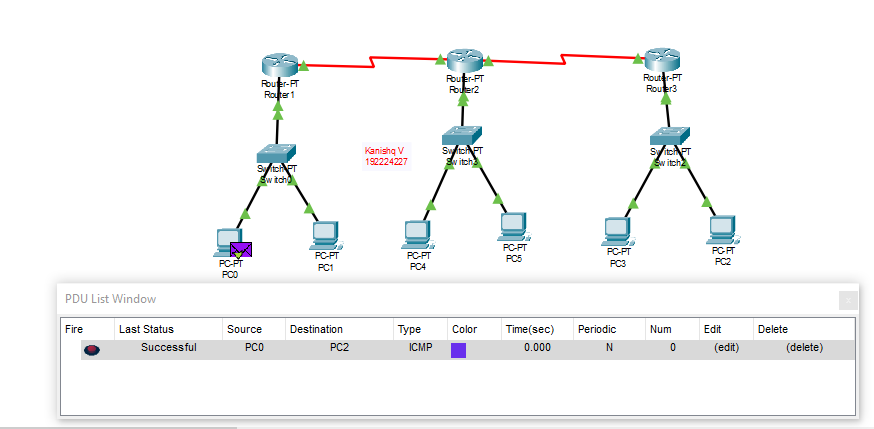 Router-PT
Router1
Router-PT
Router2
Router-PT
Router3
Kanishq V
192224227
Switch-PT
Switch0
Switch-PT
Switch-PT
Switch2
PC-PT
PC0
PC-PT
PC1
PC-PT
PC4
PC-PT
PC5
PC-PT
PC3
PC-PT
PC2
PDU List Window
Fire Last Status Source Destination Type Color Time(sec) Periodic Num Edit Delete
Successful PC0 PC2 ICMP 0.000 N 0 (edit) (delete)